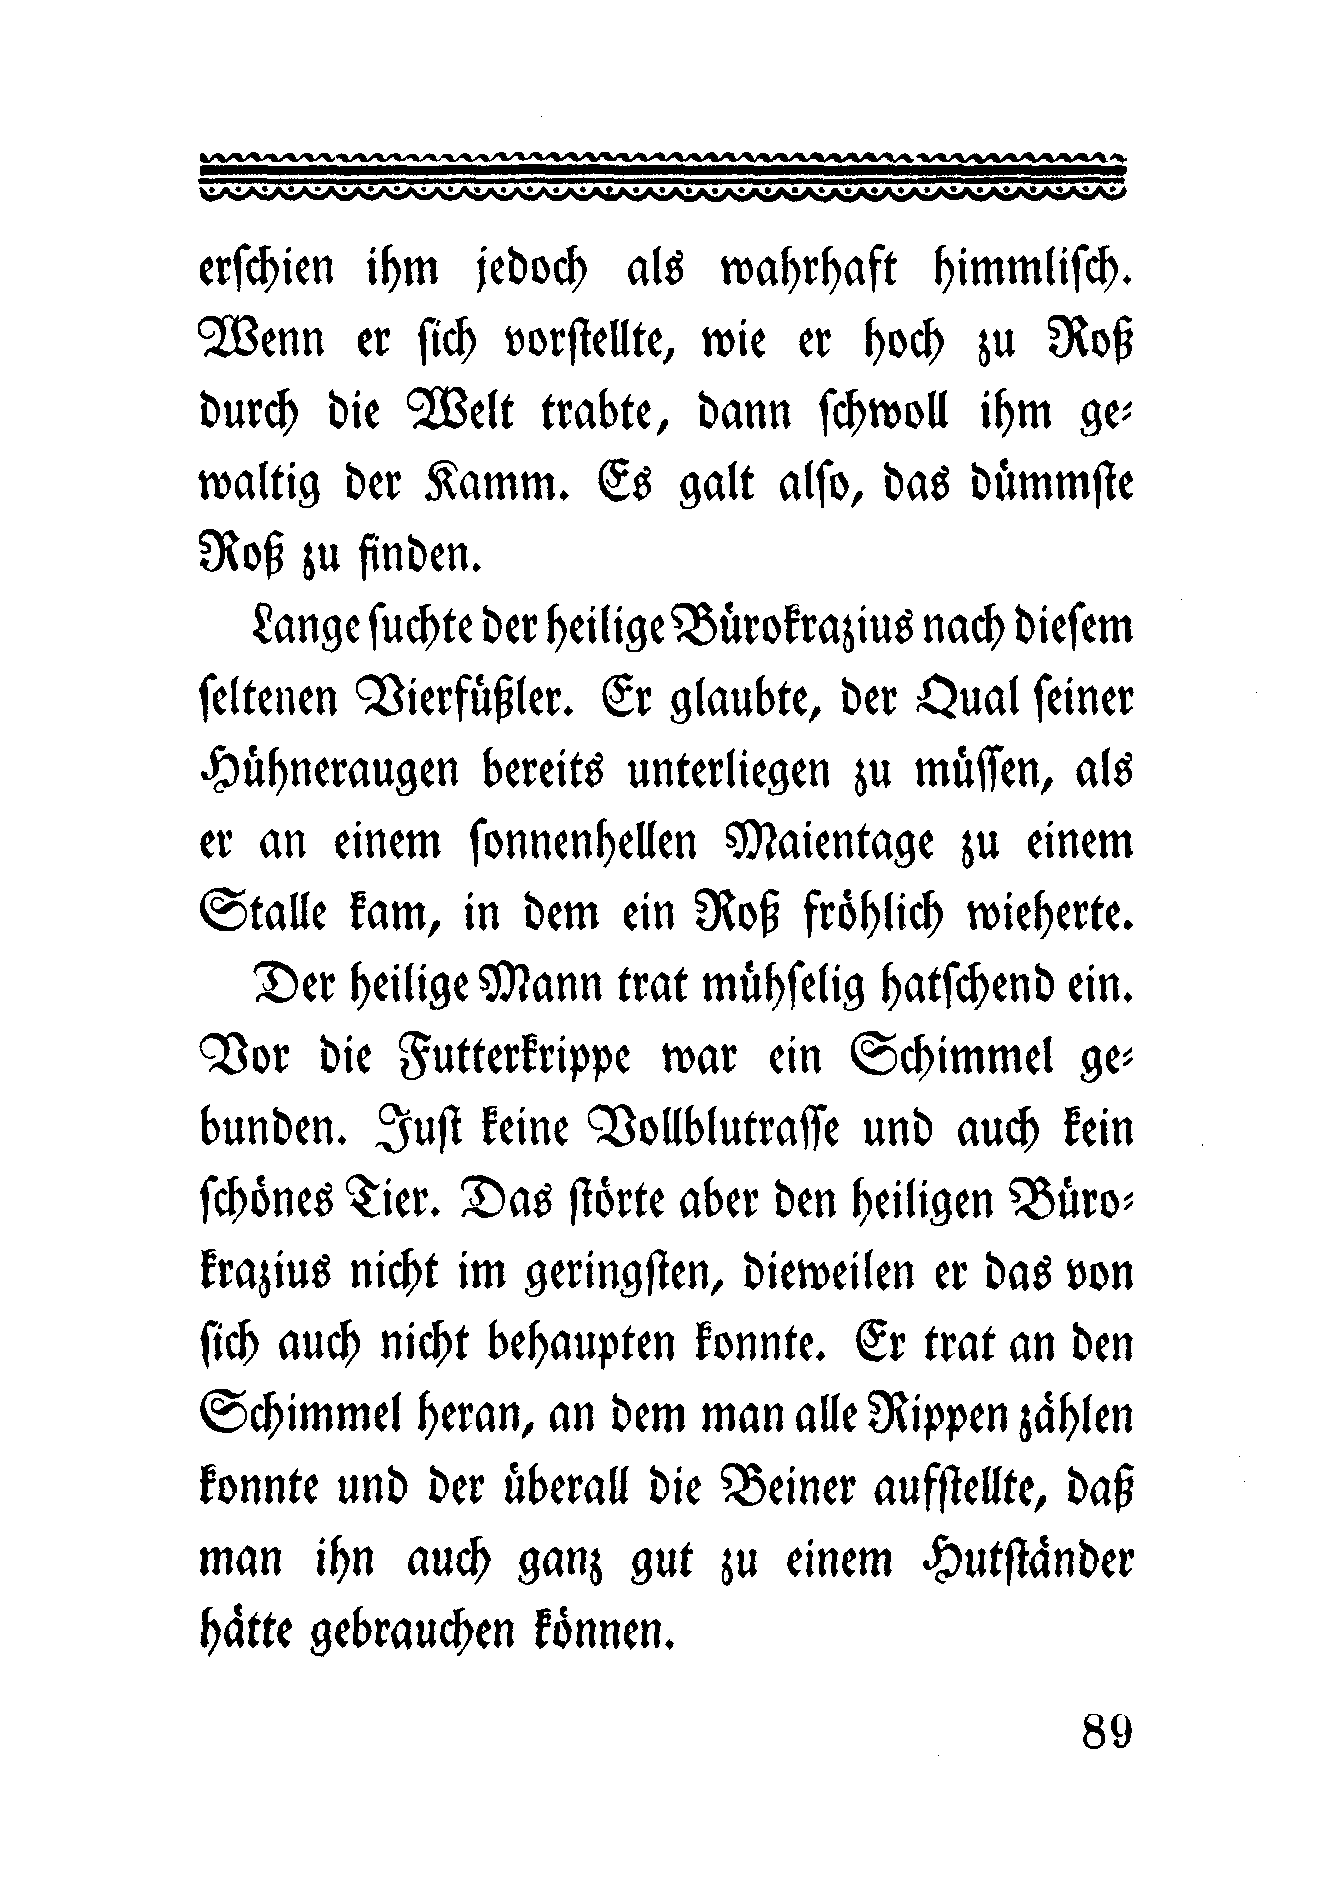 erſchien ihm jedoch als wahrhaft himmliſch.
Wenn er ſich vorſtellte, wie er hoch zu Roß
durch die Welt trabte, dann ſchwoll ihm ge⸗
waltig der Kamm. Es galt alſo, das dümmſte
Roß zu finden.
Lange ſuchte der heilige Bürokrazius nach dieſem
ſeltenen Vierfüßler. Er glaubte, der Qual ſeiner
Hühneraugen bereits unterliegen zu müſſen, als
er an einem ſonnenhellen Maientage zu einem
Stalle kam, in dem ein Roß fröhlich wieherte.
Der heilige Mann trat mühſelig hatſchend ein.
Vor die Futterkrippe war ein Schimmel ge⸗
bunden. Juſt keine Vollblutraſſe und auch kein
ſchönes Tier. Das ſtörte aber den heiligen Büro⸗
krazius nicht im geringſten, dieweilen er das von
ſich auch nicht behaupten konnte. Er trat an den
Schimmel heran, an dem man alle Rippen zählen
konnte und der überall die Beiner aufſtellte, daß
man ihn auch ganz gut zu einem Hutſtänder
hätte gebrauchen können.
89